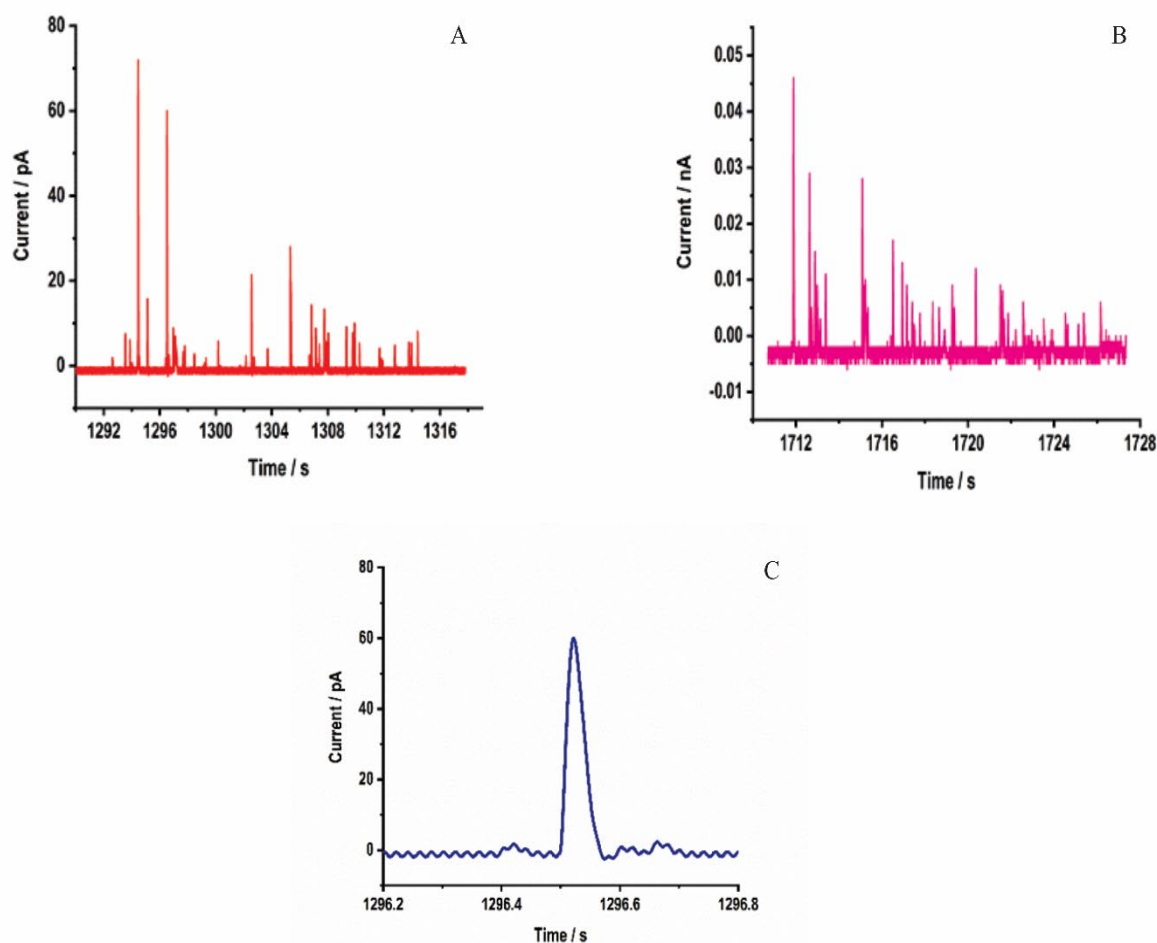 A
80
60
40
20
0
Current / pA
1292 1296 1300 1304 1308 1312 1316
Time / s
B
0.05
0.04
0.03
0.02
0.01
0.00
-0.01
Current / nA
1712 1716 1720 1724 1728
Time / s
C
80
60
40
20
0
Current / pA
1296.2 1296.4 1296.6 1296.8
Time / s